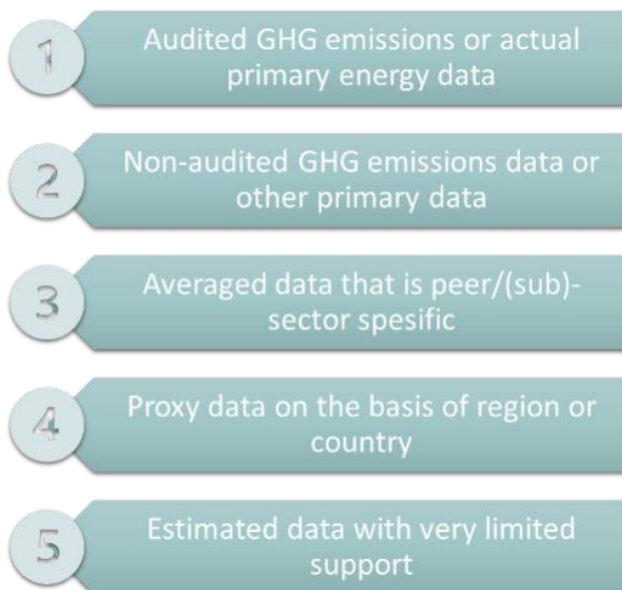 1
Audited GHG emissions or actual
primary energy data
2
Non-audited GHG emissions data or
other primary data
3
Averaged data that is peer/(sub)-
sector spesific
4
Proxy data on the basis of region or
country
5
Estimated data with very limited
support